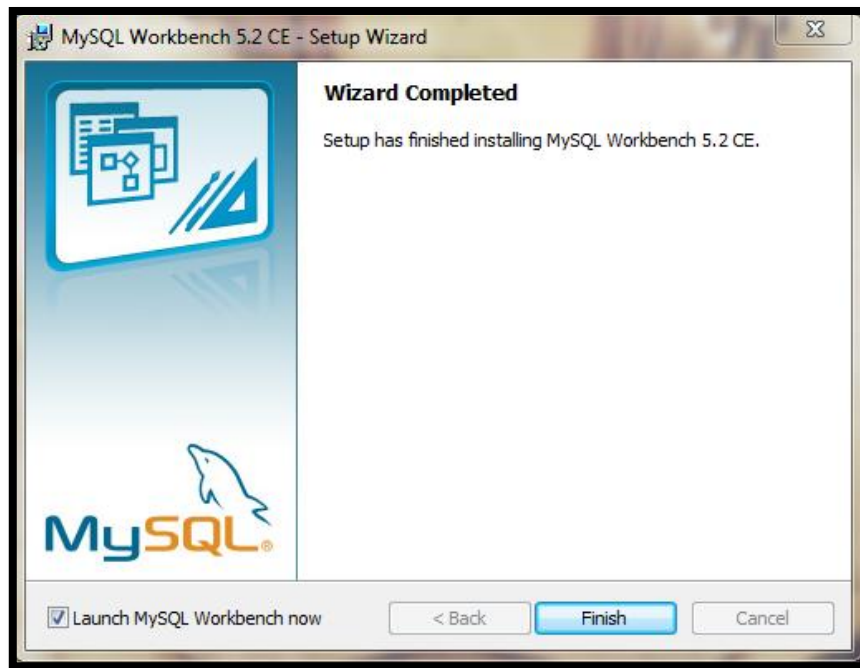 MySQL Workbench 5.2 CE - Setup Wizard
Wizard Completed
Setup has finished installing MySQL Workbench 5.2 CE.
MySQL®
Launch MySQL Workbench now
< Back
Finish
Cancel